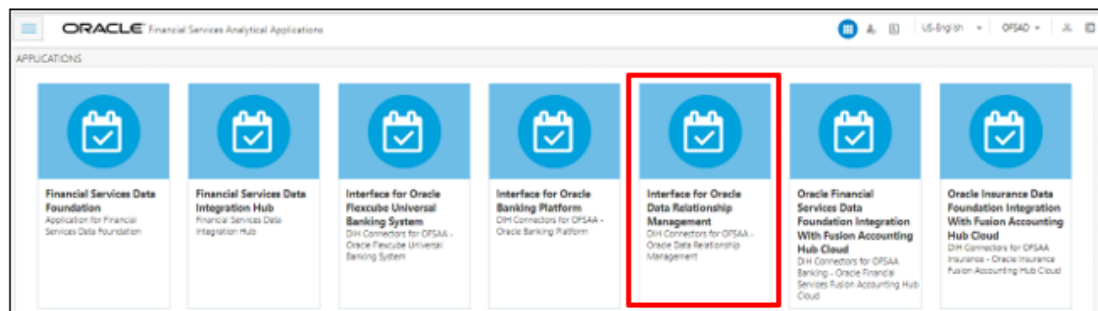 ORACLE Financial Services Analytical Applications
US-English
OFSAD
APPLICATIONS
Financial Services Data
Foundation
Application for Financial
Services Data Foundation
Financial Services Data
Integration Hub
Financial Services Data
Integration Hub
Interface for Oracle
Flexcube Universal
Banking System
DIH Connectors for OFSAA -
Oracle Flexcube Universal
Banking System
Interface for Oracle
Banking Platform
DIH Connectors for OFSAA -
Oracle Banking Platform
Interface for Oracle
Data Relationship
Management
DIH Connectors for OFSAA -
Oracle Data Relationship
Management
Oracle Financial
Services Data
Foundation Integration
With Fusion Accounting
Hub Cloud
DIH Connectors for OFSAA
Banking - Oracle Financial
Services Fusion Accounting Hub
Cloud
Oracle Insurance Data
Foundation Integration
With Fusion Accounting
Hub Cloud
DIH Connectors for OFSAA
Insurance - Oracle Insurance
Fusion Accounting Hub Cloud